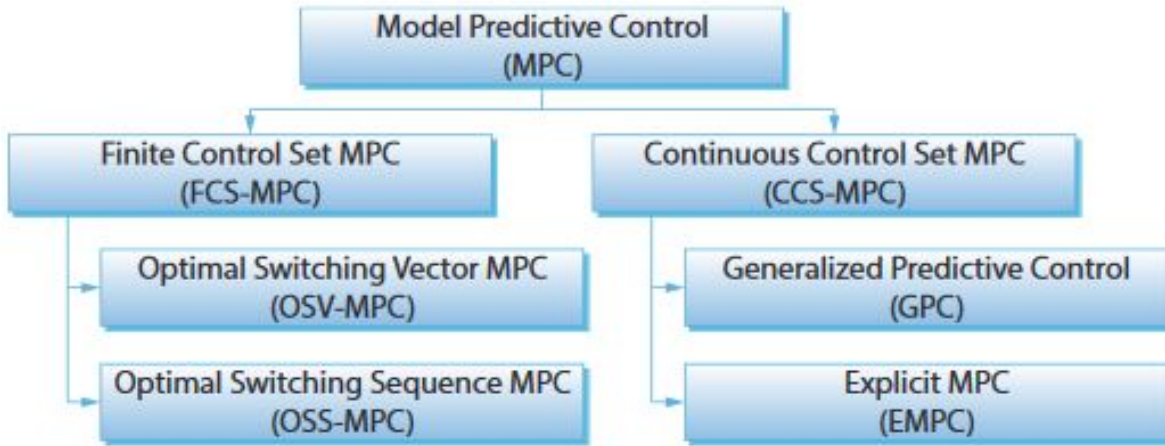 Model Predictive Control
(MPC)
Finite Control Set MPC
(FCS-MPC)
Continuous Control Set MPC
(CCS-MPC)
Optimal Switching Vector MPC
(OSV-MPC)
Generalized Predictive Control
(GPC)
Optimal Switching Sequence MPC
(OSS-MPC)
Explicit MPC
(EMPC)